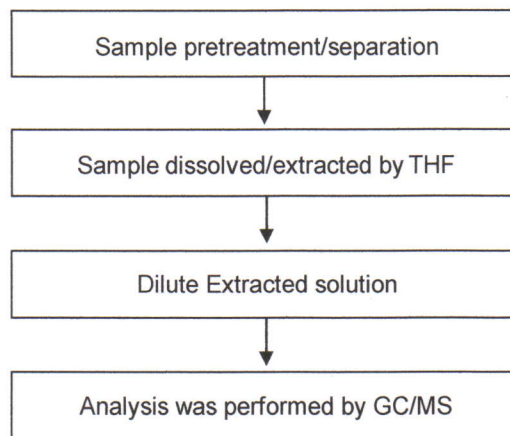 Sample pretreatment/separation
Sample dissolved/extracted by THF
Dilute Extracted solution
Analysis was performed by GC/MS